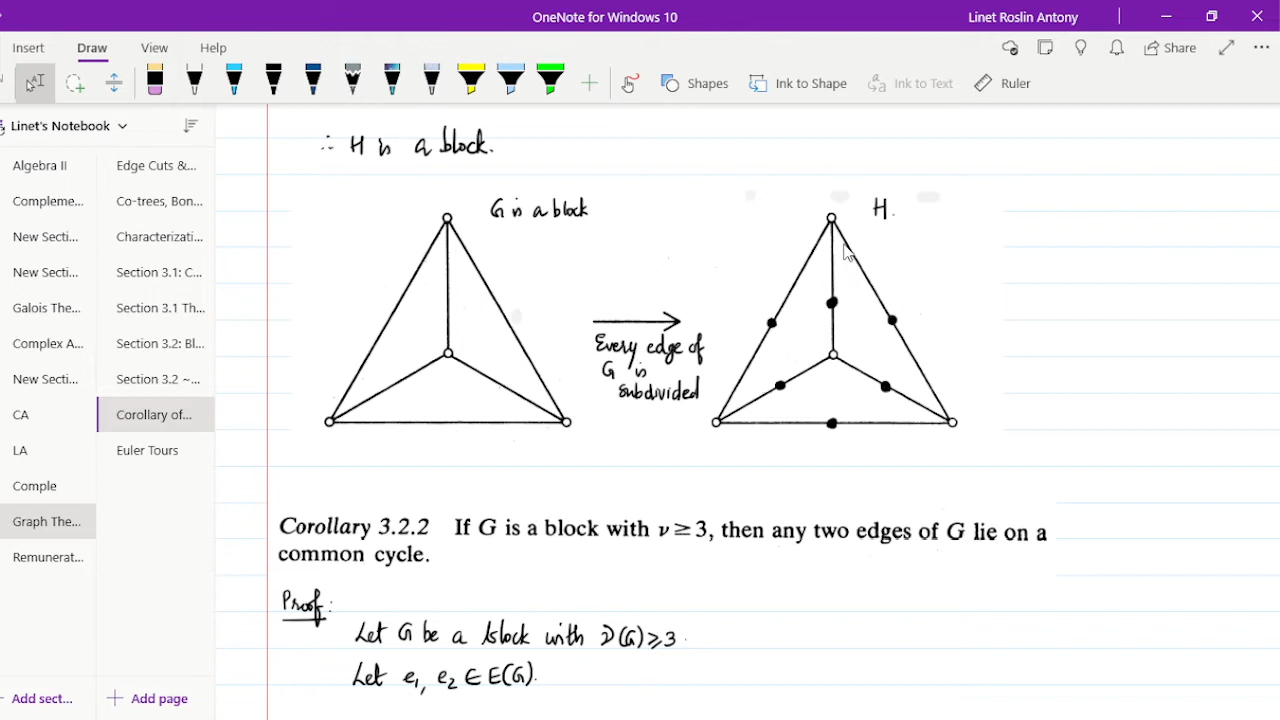 OneNote for Windows 10
Linet Roslin Antony
Insert
Draw
View
Help
Share
Shapes
Ink to Shape
Ink to Text
Ruler
Linet's Notebook
Algebra II
Compleme...
New Secti...
New Secti...
Galois The...
Complex A...
New Secti...
CA
LA
Comple
Graph The...
Remunerat...
Add sect...
Edge Cuts &...
Co-trees, Bon...
Characterizati...
Section 3.1: C...
Section 3.1 Th...
Section 3.2: Bl...
Section 3.2 ~...
Corollary of...
Euler Tours
Add page
∴ H is a block.
G is a block
H.
Every edge of
G is
subdivided
Corollary 3.2.2 If G is a block with ν ≥ 3, then any two edges of G lie on a
common cycle.
Proof:
Let G be a block with ν(G) ⩾ 3.
Let e₁, e₂ ∈ E(G).